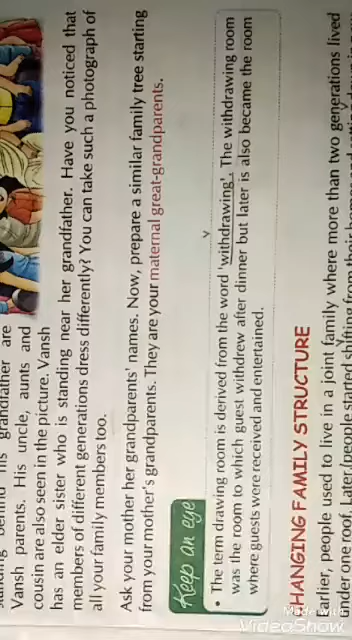 standing behind his grandfather are
Vansh parents. His uncle, aunts and
cousin are also seen in the picture. Vansh
has an elder sister who is standing near her grandfather. Have you noticed that
members of different generations dress differently? You can take such a photograph of
all your family members too.
Ask your mother her grandparents' names. Now, prepare a similar family tree starting
from your mother's grandparents. They are your maternal great-grandparents.
Keep an eye
• The term drawing room is derived from the word 'withdrawing'. The withdrawing room
was the room to which guest withdrew after dinner but later is also became the room
where guests were received and entertained.
HANGING FAMILY STRUCTURE
rlier, people used to live in a joint family where more than two generations lived
nder one roof. Later (people started shifting from their
Made with
VideoShow